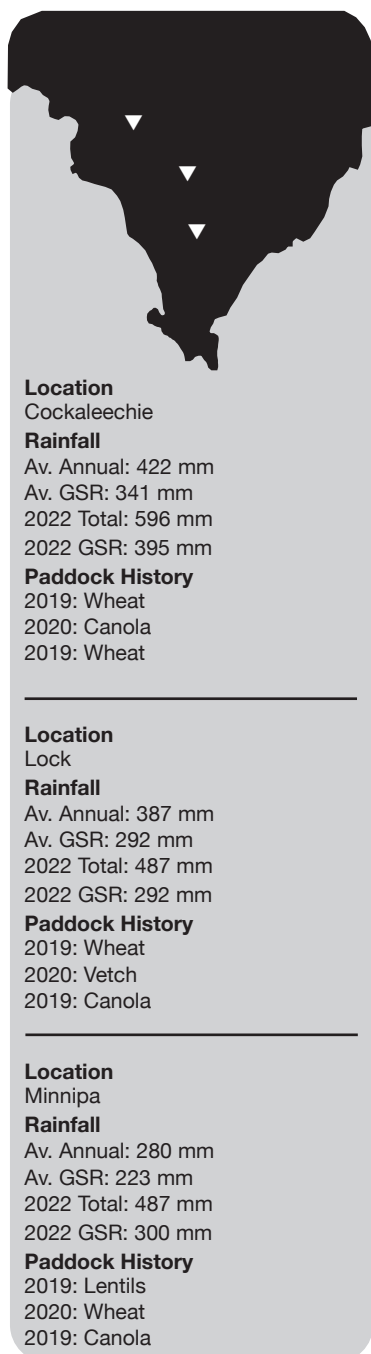 Location
Cockaleechie
Rainfall
Av. Annual: 422 mm
Av. GSR: 341 mm
2022 Total: 596 mm
2022 GSR: 395 mm
Paddock History
2019: Wheat
2020: Canola
2019: Wheat
Location
Lock
Rainfall
Av. Annual: 387 mm
Av. GSR: 292 mm
2022 Total: 487 mm
2022 GSR: 292 mm
Paddock History
2019: Wheat
2020: Vetch
2019: Canola
Location
Minnipa
Rainfall
Av. Annual: 280 mm
Av. GSR: 223 mm
2022 Total: 487 mm
2022 GSR: 300 mm
Paddock History
2019: Lentils
2020: Wheat
2019: Canola